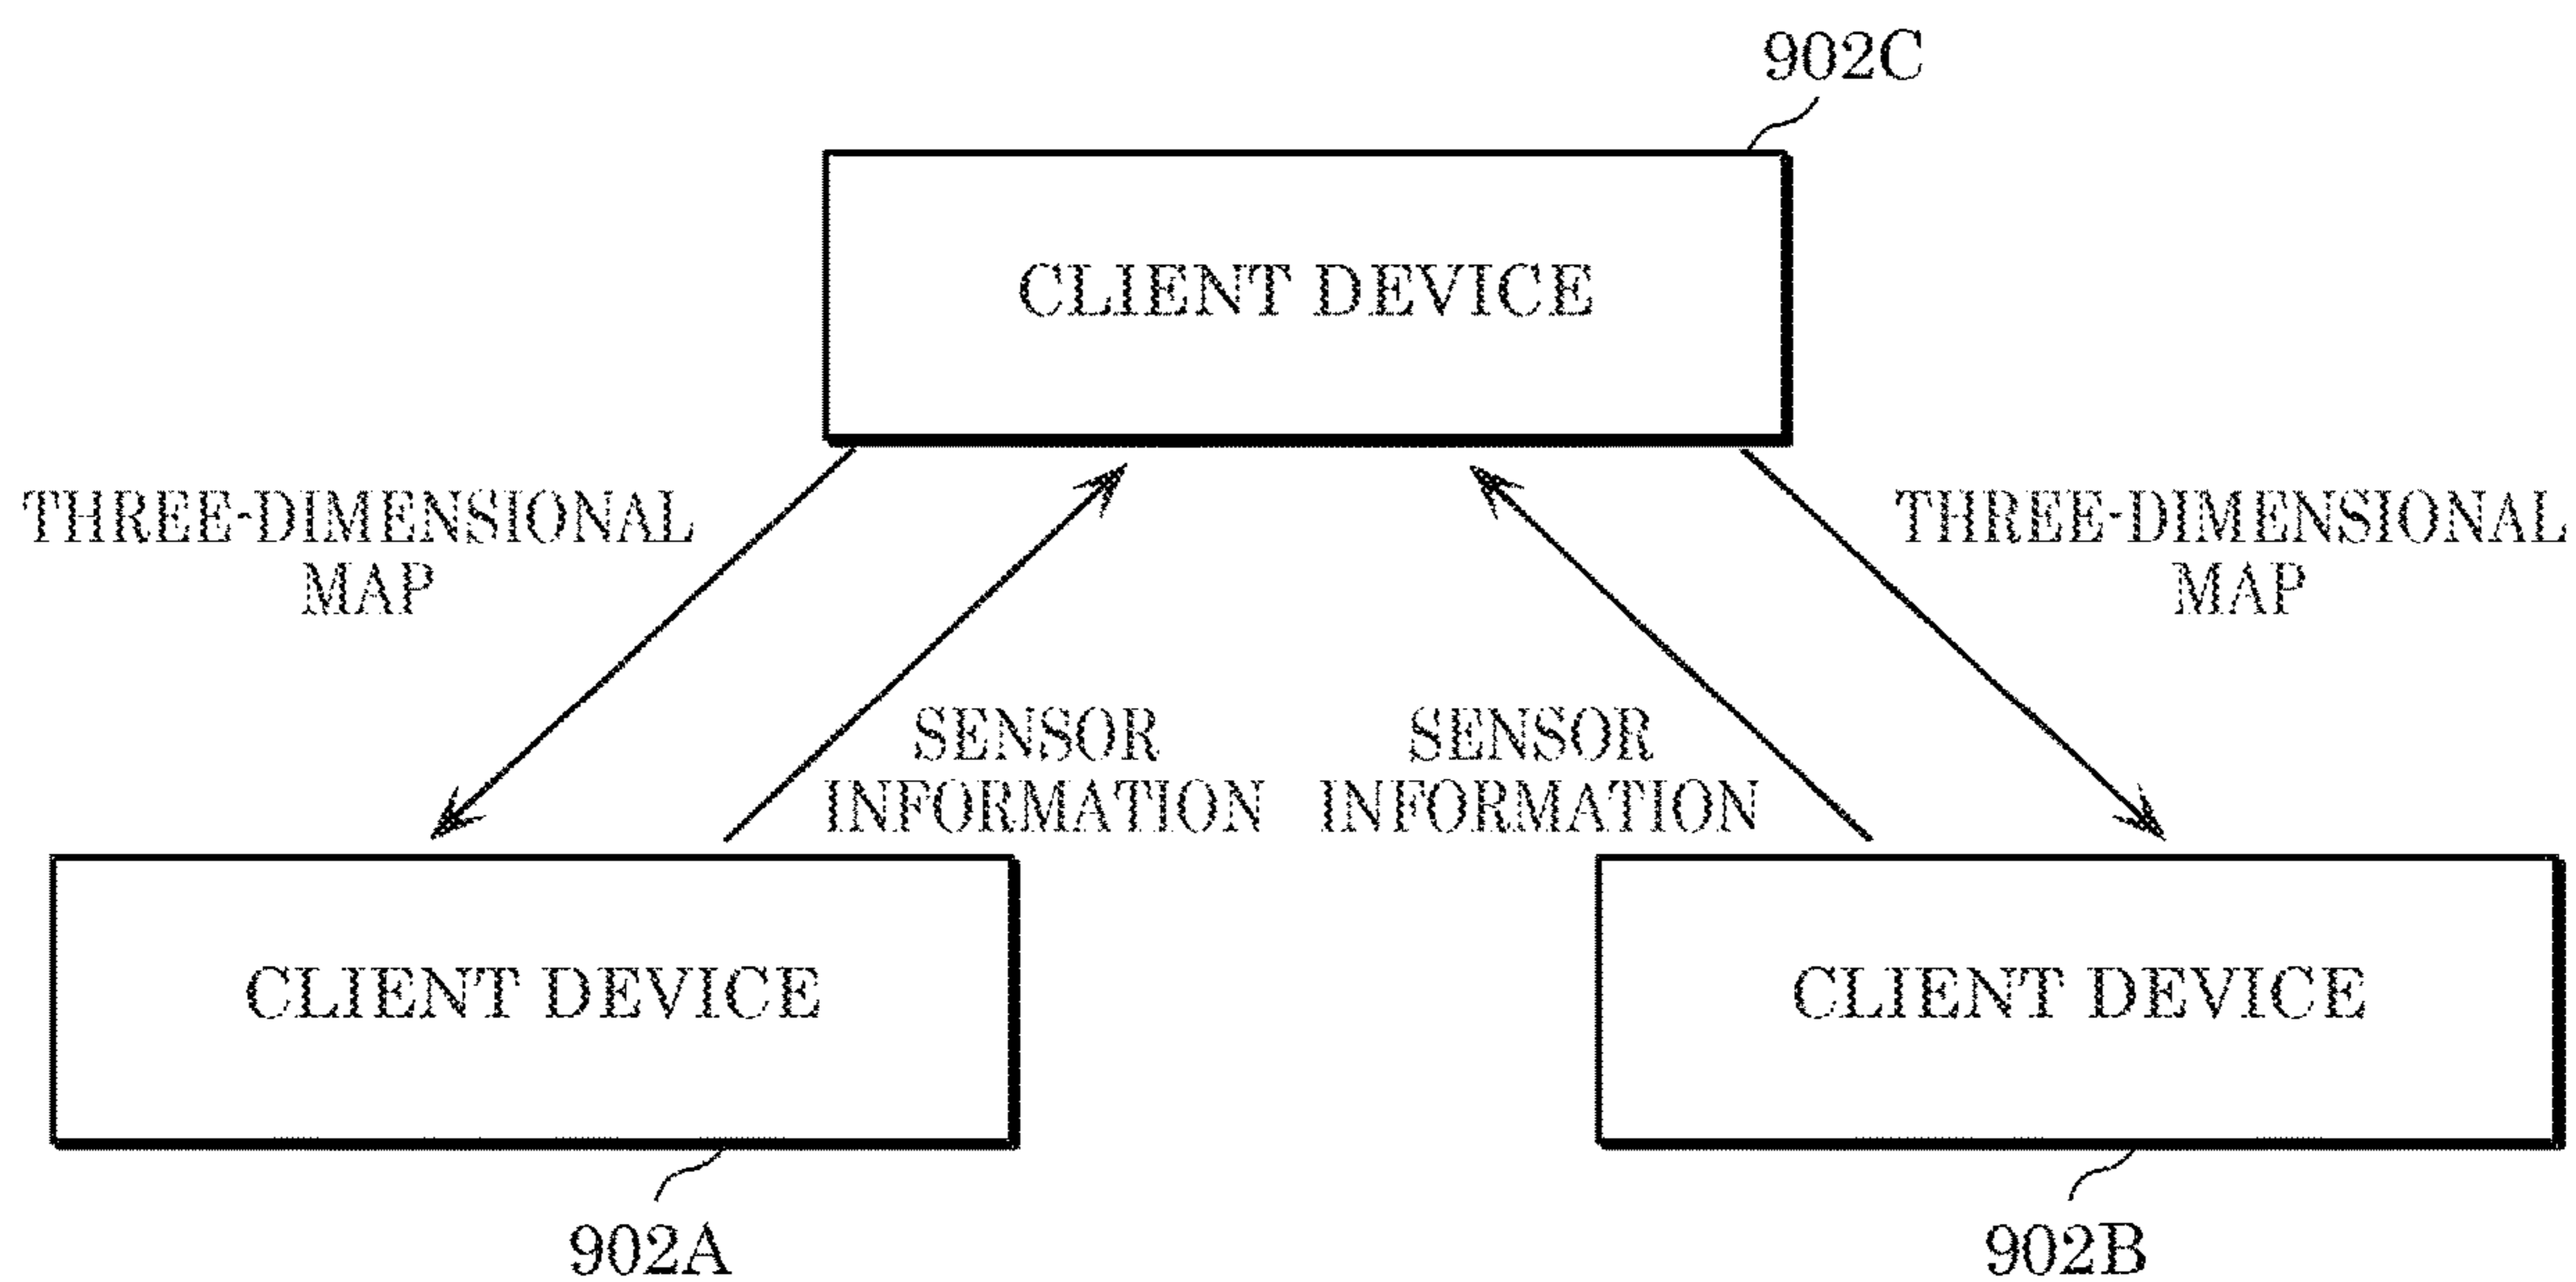 902C
CLIENT DEVICE
THREE-DIMENSIONAL
MAP
THREE-DIMENSIONAL
MAP
SENSOR
INFORMATION
SENSOR
INFORMATION
CLIENT DEVICE
CLIENT DEVICE
902A
902B